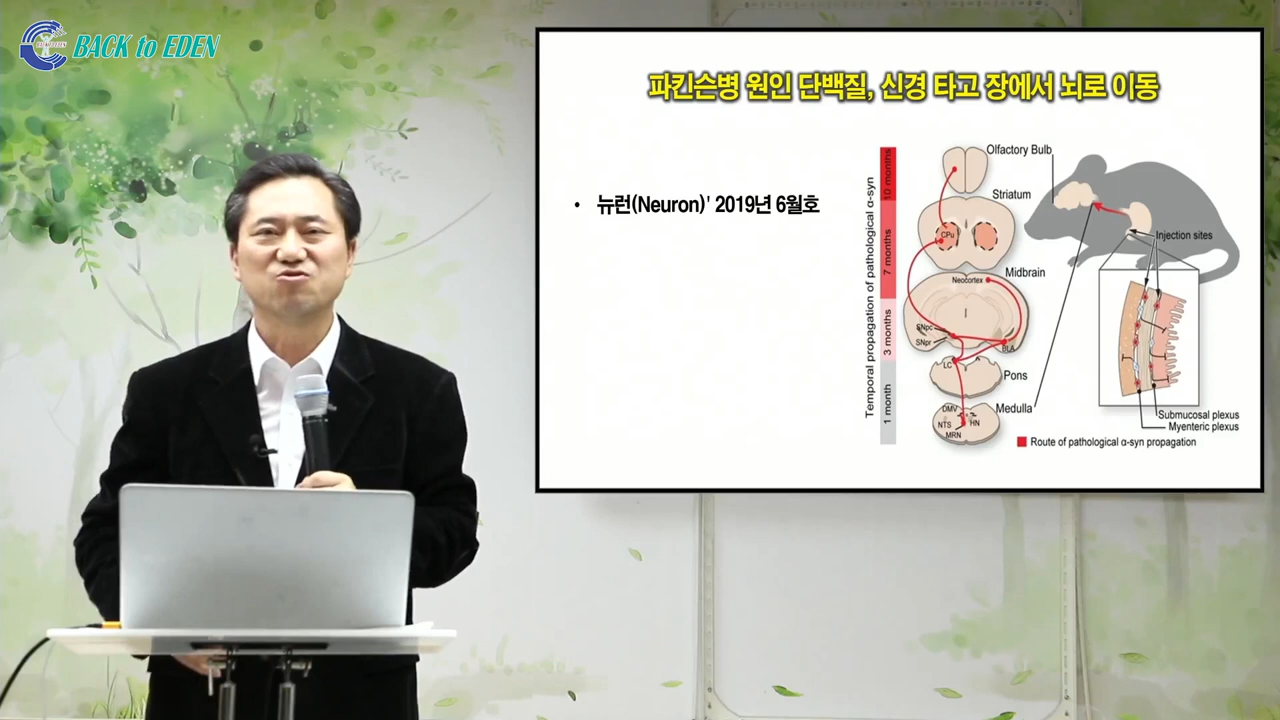 BACK to EDEN
파킨슨병 원인 단백질, 신경 타고 장에서 뇌로 이동
• 뉴런(Neuron)' 2019년 6월호
Temporal propagation of pathological α-syn
10 months
7 months
3 months
1 month
Olfactory Bulb
Striatum
CPu
Midbrain
Neocortex
SNpc
SNpr
BLA
LC
Pons
Medulla
DMV
NTS
HN
MRN
Injection sites
Submucosal plexus
Myenteric plexus
Route of pathological α-syn propagation